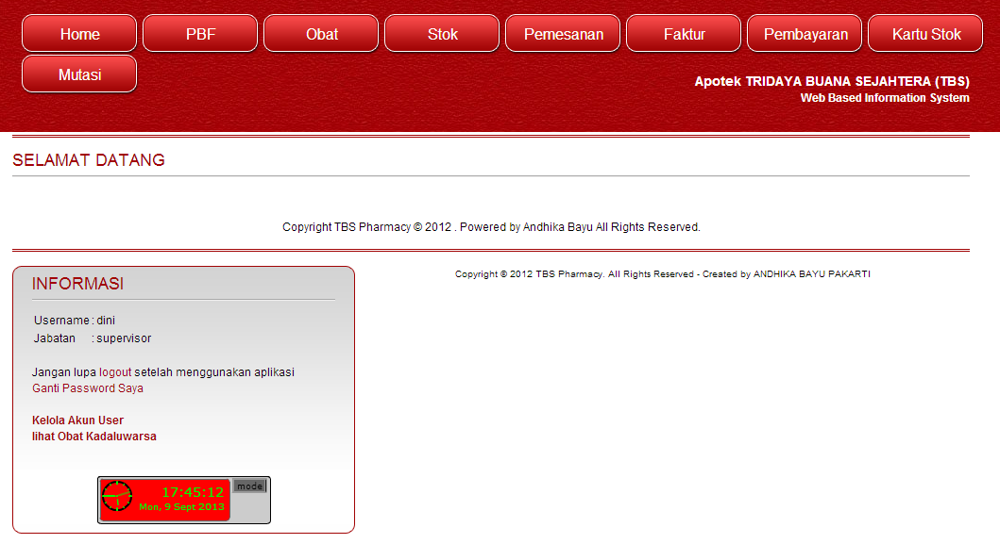 Home PBF Obat Stok Pemesanan Faktur Pembayaran Kartu Stok
Mutasi
Apotek TRIDAYA BUANA SEJAHTERA (TBS)
Web Based Information System
SELAMAT DATANG
Copyright TBS Pharmacy © 2012 . Powered by Andhika Bayu All Rights Reserved.
INFORMASI
Username : dini
Jabatan : supervisor
Jangan lupa logout setelah menggunakan aplikasi
Ganti Password Saya
Kelola Akun User
lihat Obat Kadaluwarsa
17:45:12 mode
Mon, 9 Sept 2013
Copyright © 2012 TBS Pharmacy. All Rights Reserved - Created by ANDHIKA BAYU PAKARTI